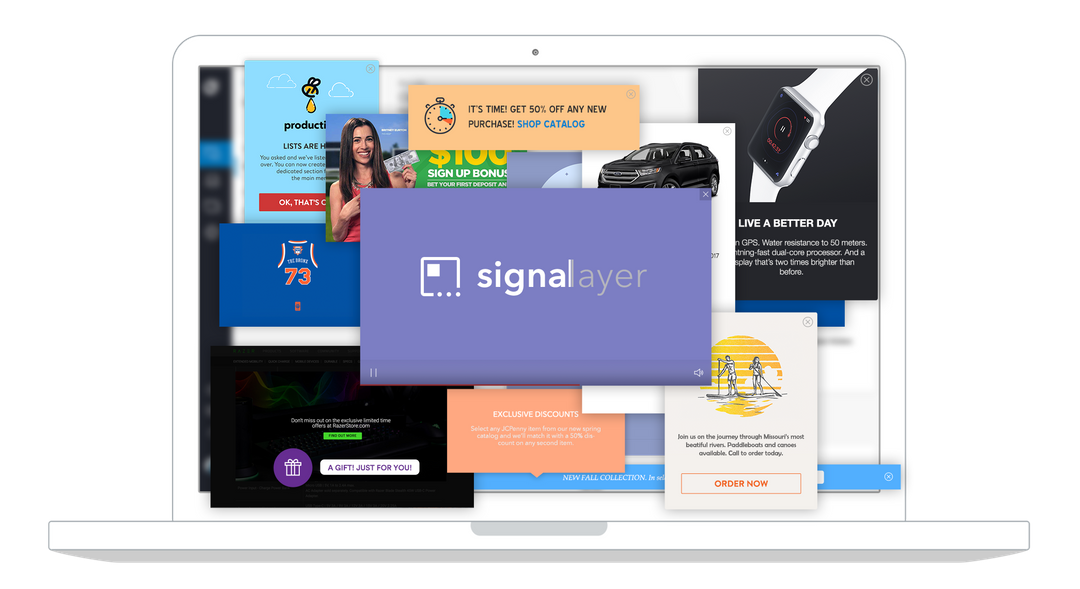 producti
LISTS ARE H
You asked and we've liste
over. You can now create
dedicated section f
the main me
OK, THAT'S C
$100
SIGN UP BONUS
BET YOUR FIRST DEPOSIT AN
IT'S TIME! GET 50% OFF ANY NEW
PURCHASE! SHOP CATALOG
017
LIVE A BETTER DAY
n GPS. Water resistance to 50 meters.
htning-fast dual-core processor. And a
splay that's two times brighter than
before.
THE BRONX
73
signalayer
Don't miss out on the exclusive limited time
offers at RazerStore.com!
FIND OUT MORE
A GIFT! JUST FOR YOU!
EXCLUSIVE DISCOUNTS
Select any JCPenny item from our new spring
catalog and we'll match it with a 50% dis-
count on any second item.
NEW FALL COLLECTION. In sel
Join us on the journey through Missouri's most
beatiful rivers. Paddleboats and canoes
available. Call to order today.
ORDER NOW